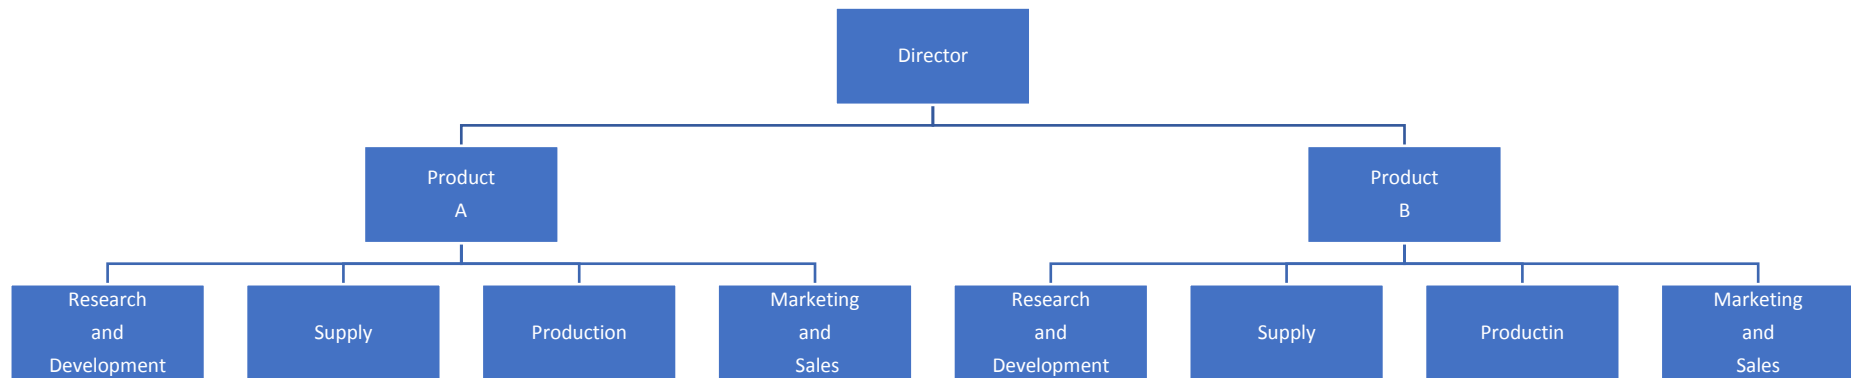 Director
Product
A
Product
B
Research
and
Development
Supply
Production
Marketing
and
Sales
Research
and
Development
Supply
Productin
Marketing
and
Sales